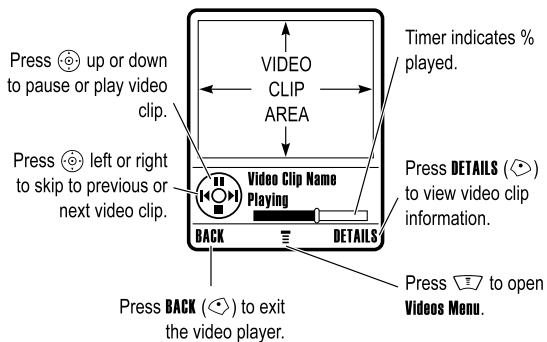 Press up or down
to pause or play video
clip.
Press left or right
to skip to previous or
next video clip.
VIDEO
CLIP
AREA
Video Clip Name
Playing
BACK
DETAILS
Timer indicates %
played.
Press DETAILS ( )
to view video clip
information.
Press to open
Videos Menu.
Press BACK ( ) to exit
the video player.